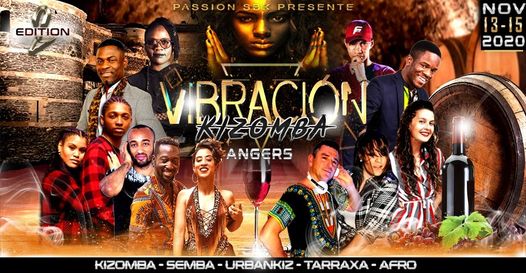 PASSION SBK PRESENTE
EDITION
NOV
13-15
2020
VIBRACIÓN
KIZOMBA
ANGERS
KIZOMBA - SEMBA - URBANKIZ - TARRAXA - AFRO